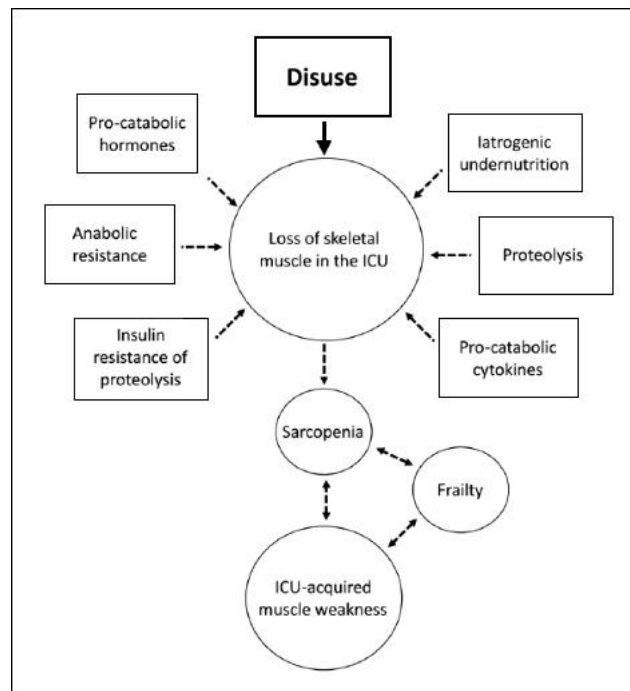 Disuse
Pro-catabolic
hormones
Iatrogenic
undernutrition
Anabolic
resistance
Loss of skeletal
muscle in the ICU
Proteolysis
Insulin
resistance of
proteolysis
Pro-catabolic
cytokines
Sarcopenia
Frailty
ICU-acquired
muscle weakness